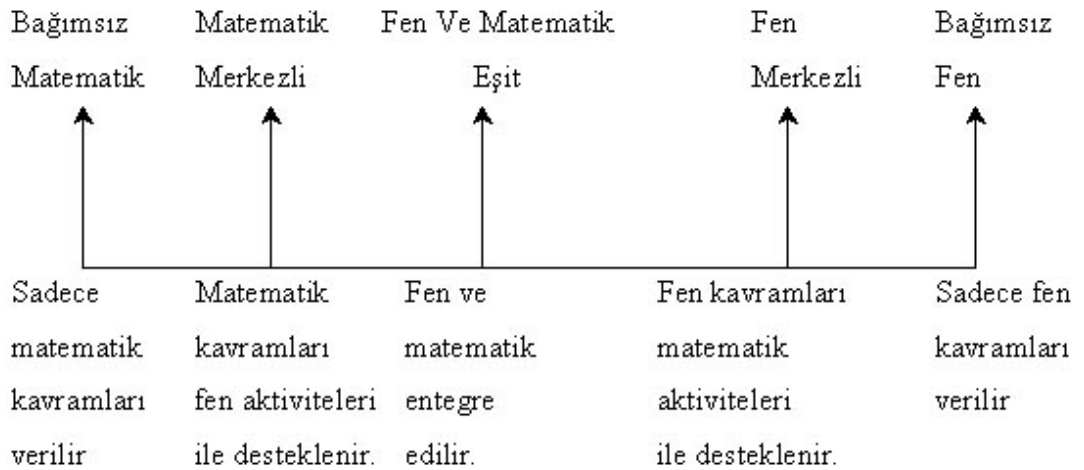 Bağımsız Matematik Fen Ve Matematik Fen Bağımsız
Matematik Merkezli Eşit Merkezli Fen
Sadece Matematik Fen ve Fen kavramları Sadece fen
matematik kavramları matematik matematik kavramları
kavramları fen aktiviteleri entegre aktiviteleri verilir
verilir ile desteklenir. edilir. ile desteklenir.